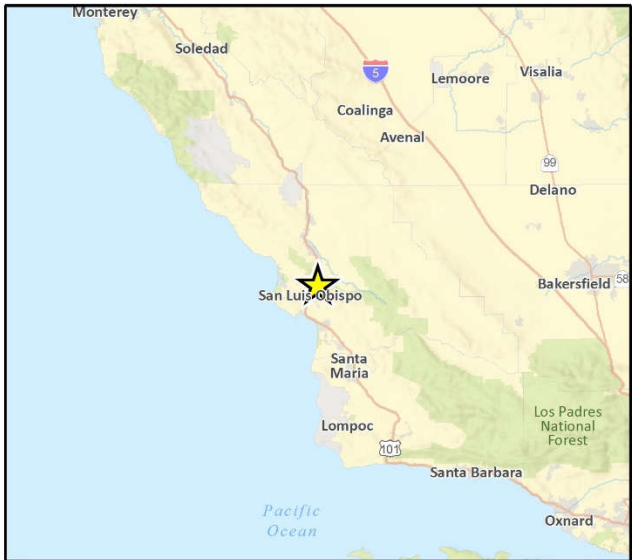 Monterey
Soledad
5
Lemoore
Visalia
Coalinga
Avenal
99
Delano
Bakersfield
58
San Luis Obispo
Santa
Maria
Los Padres
National
Forest
Lompoc
101
Santa Barbara
Pacific
Ocean
Oxnard